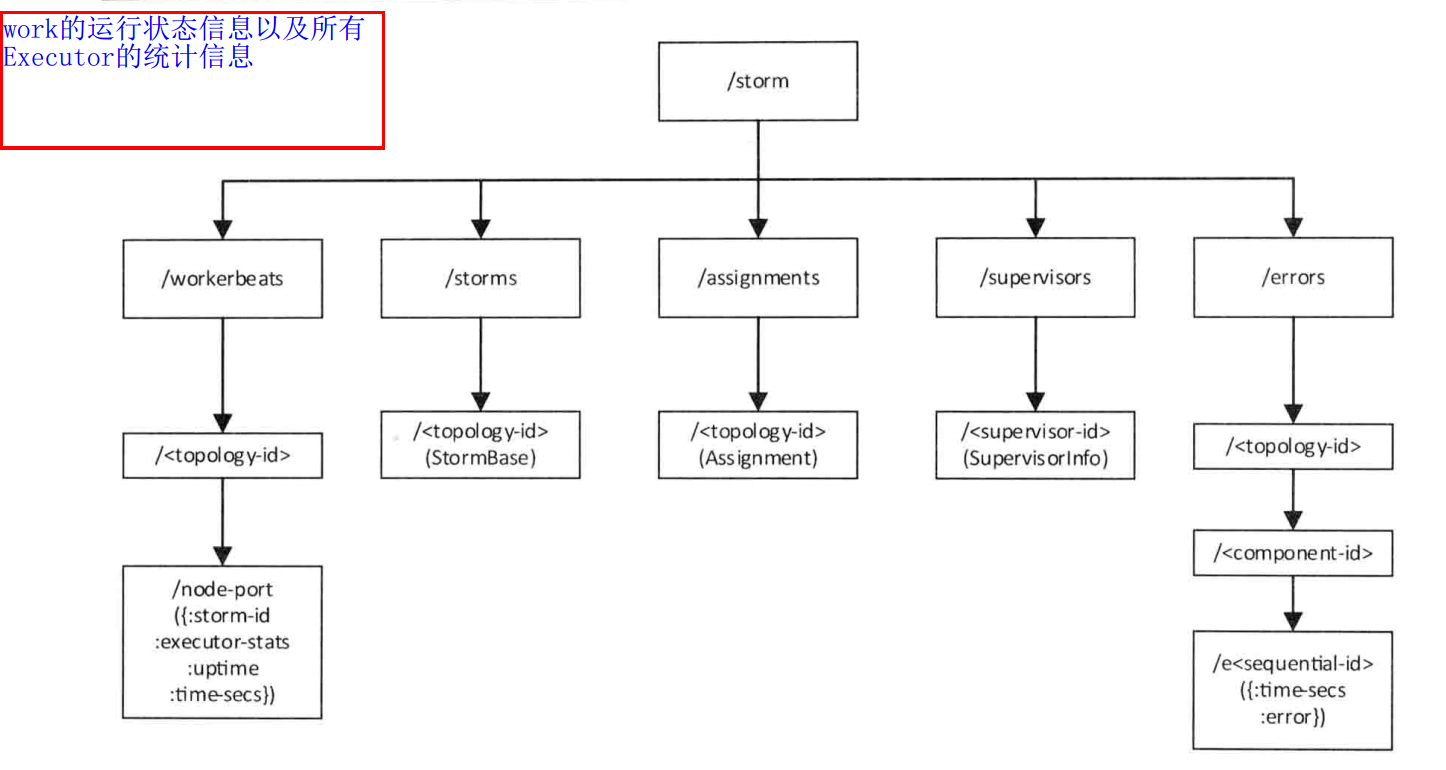 work的运行状态信息以及所有
Executor的统计信息
/storm
/workerbeats
/storms
/assignments
/supervisors
/errors
/<topology-id>
/<topology-id>
(StormBase)
/<topology-id>
(Assignment)
/<supervisor-id>
(SupervisorInfo)
/<topology-id>
/<component-id>
/node-port
({:storm-id
:executor-stats
:uptime
:time-secs})
/e<sequential-id>
({:time-secs
:error})